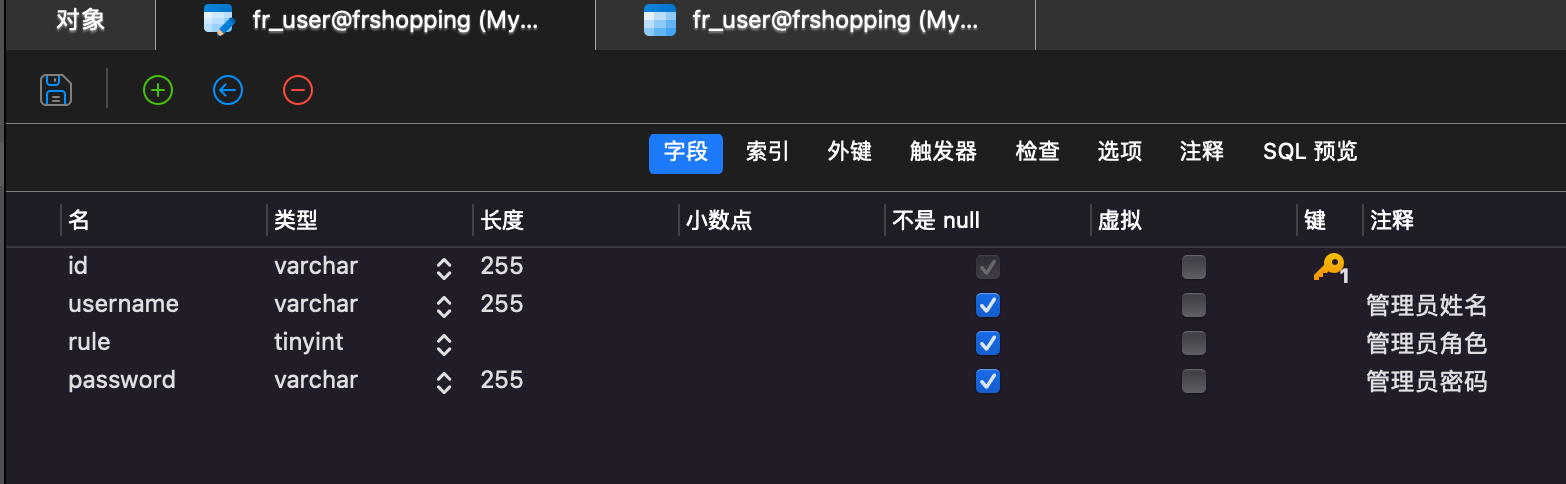 对象 fr_user@frshopping (My... fr_user@frshopping (My...
字段 索引 外键 触发器 检查 选项 注释 SQL 预览
名 类型 长度 小数点 不是 null 虚拟 键 注释
id varchar 255 1
username varchar 255 管理员姓名
rule tinyint 管理员角色
password varchar 255 管理员密码